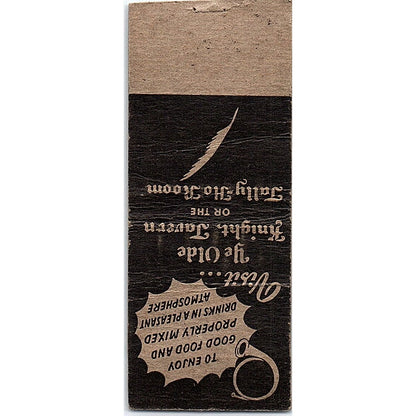 Visit...
Ye Olde
Knight, Tavern
OR THE
Tally-Ho Room
TO ENJOY
GOOD FOOD AND
PROPERLY MIXED
DRINKS IN A PLEASANT
ATMOSPHERE